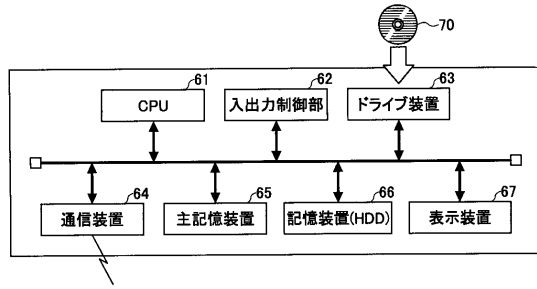 70
61
62
63
CPU
入出力制御部
ドライブ装置
64
65
66
67
通信装置
主記憶装置
記憶装置(HDD)
表示装置